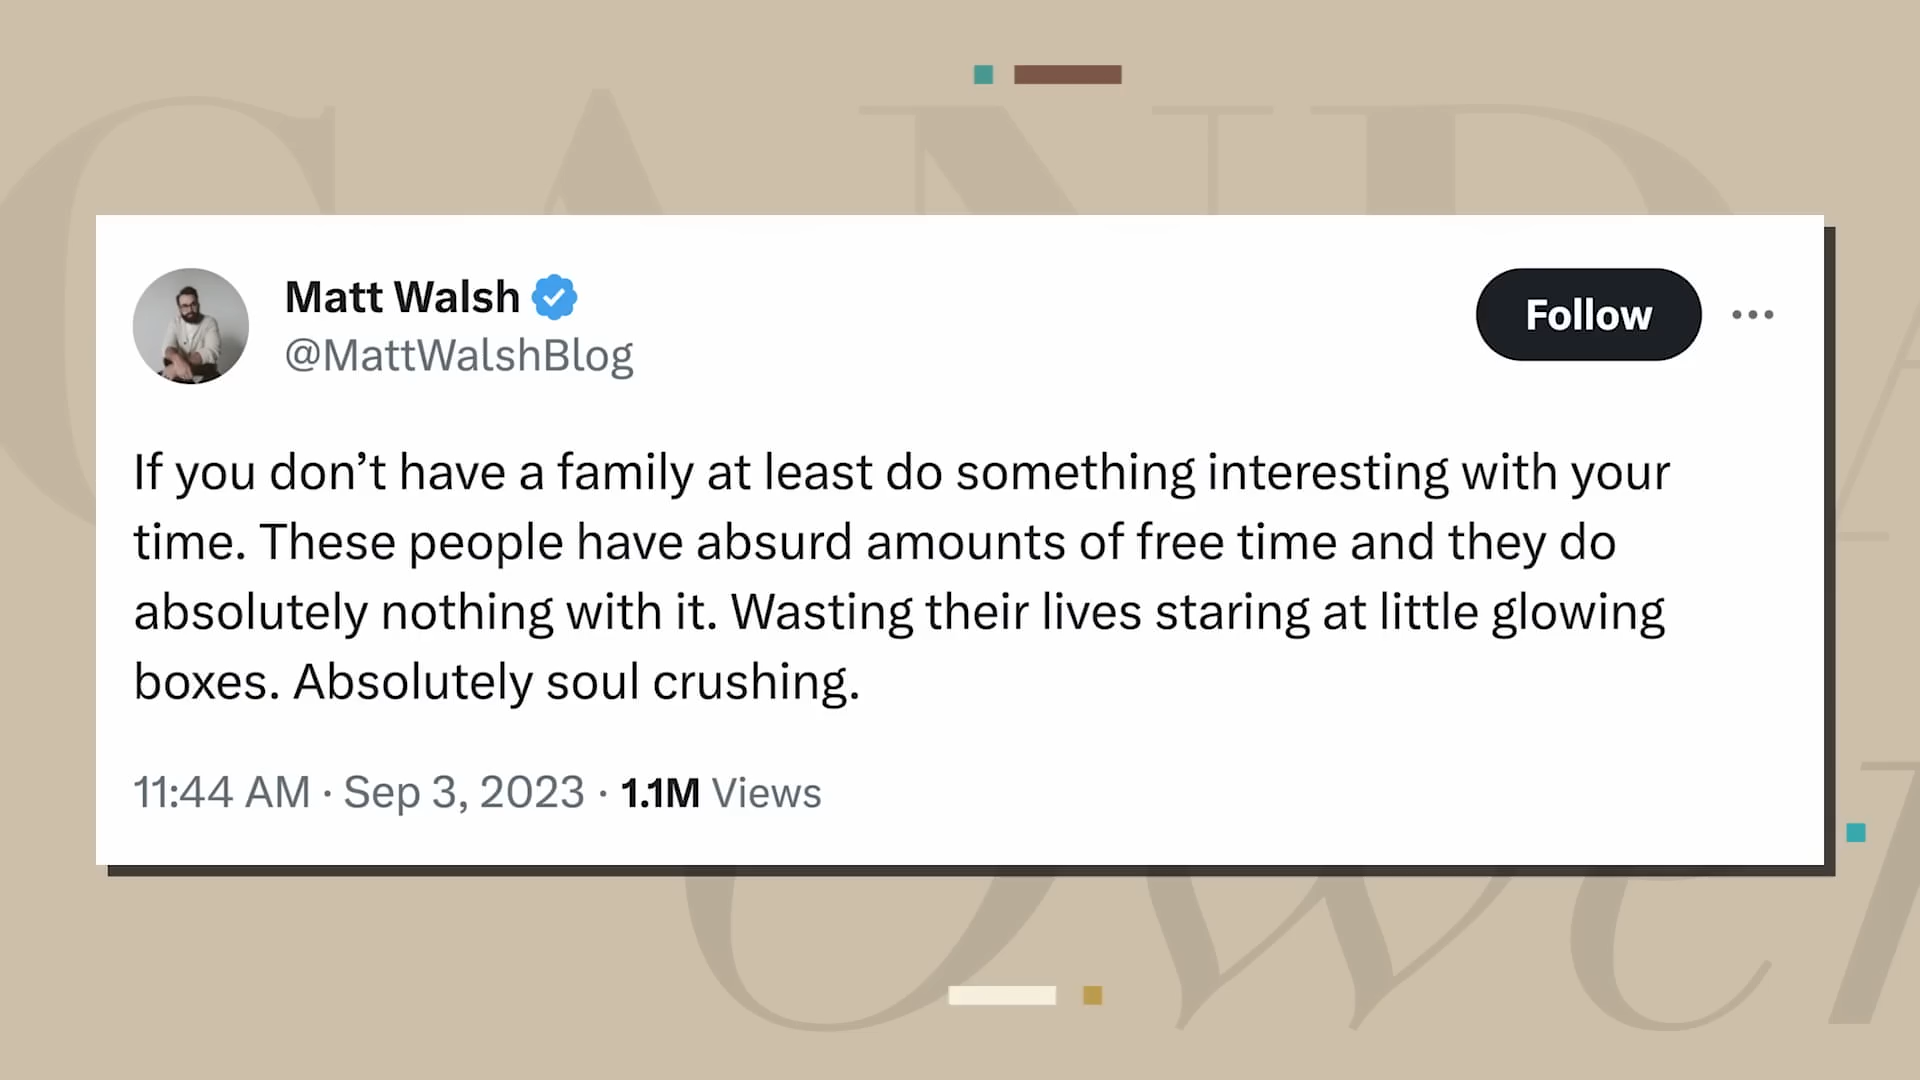 CAND
Matt Walsh
@MattWalshBlog
Follow
If you don’t have a family at least do something interesting with your
time. These people have absurd amounts of free time and they do
absolutely nothing with it. Wasting their lives staring at little glowing
boxes. Absolutely soul crushing.
11:44 AM · Sep 3, 2023 · 1.1M Views
Owen